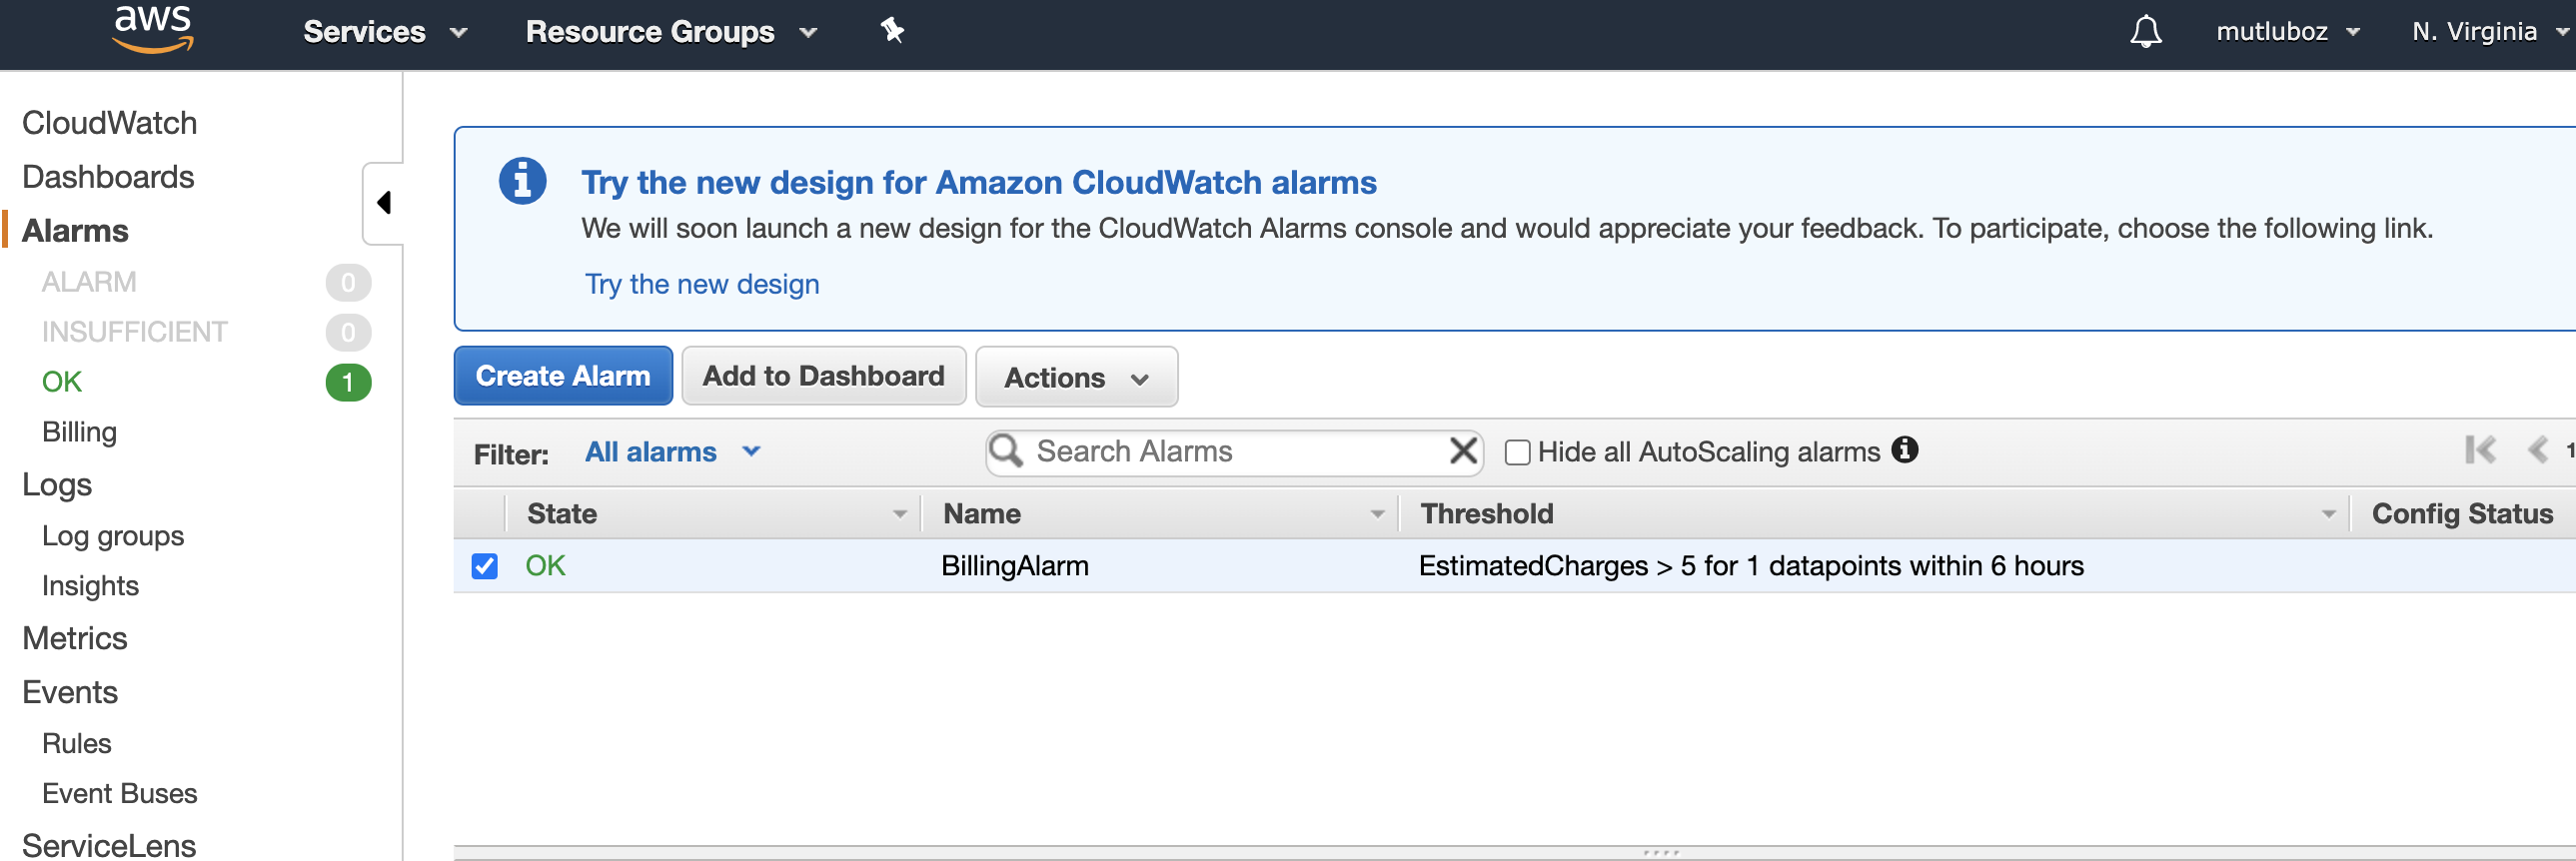 aws Services Resource Groups mutluboz N. Virginia
CloudWatch
Dashboards
Alarms
ALARM 0
INSUFFICIENT 0
OK 1
Billing
Logs
Log groups
Insights
Metrics
Events
Rules
Event Buses
ServiceLens
Try the new design for Amazon CloudWatch alarms
We will soon launch a new design for the CloudWatch Alarms console and would appreciate your feedback. To participate, choose the following link.
Try the new design
Create Alarm Add to Dashboard Actions
Filter: All alarms Search Alarms Hide all AutoScaling alarms 1
State Name Threshold Config Status
OK BillingAlarm EstimatedCharges > 5 for 1 datapoints within 6 hours